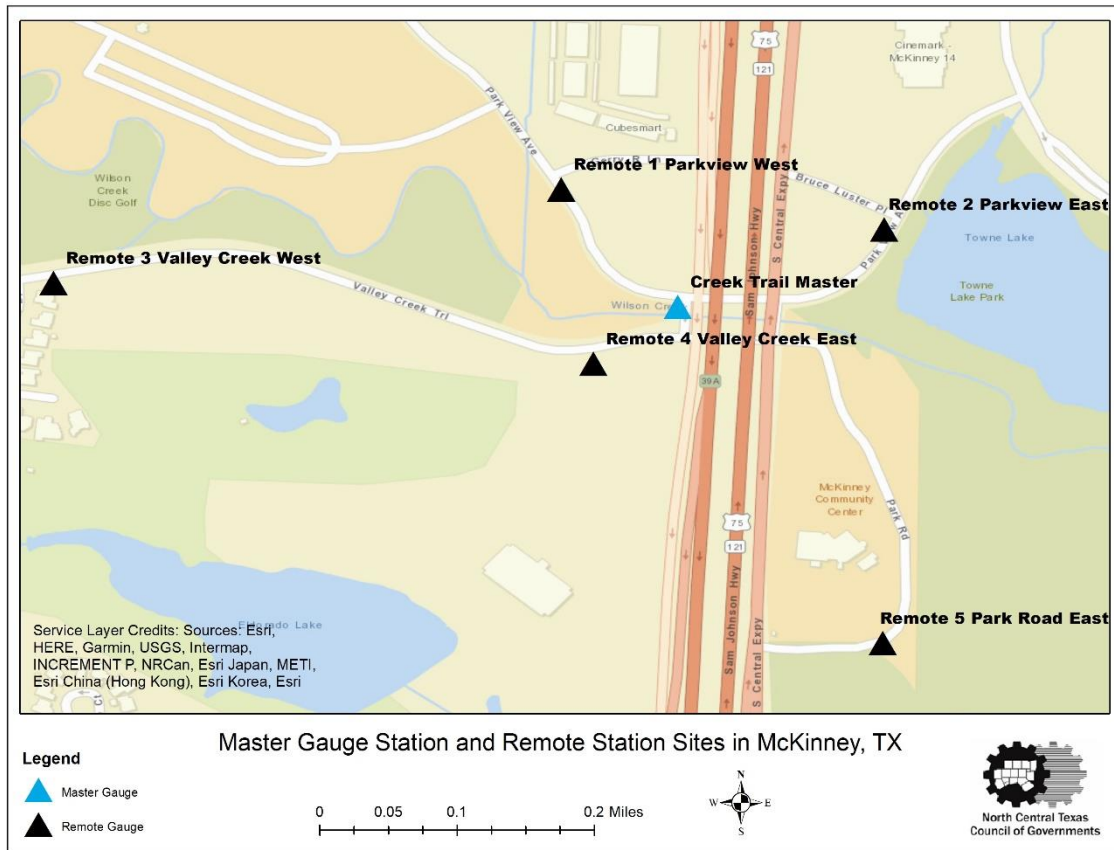 75
121
Cinemark
McKinney 14
Park View Ave
Cubesmart
Remote 1 Parkview West
Bruce Luster Pl
Wilson
Creek
Disc Golf
Remote 2 Parkview East
Sam Johnson Hwy
S Central Expy
Towne Lake
Remote 3 Valley Creek West
Creek Trail Master
Towne
Lake Park
Valley Creek Trl
Remote 4 Valley Creek East
39A
McKinney
Community
Center
Park Rd
75
121
Remote 5 Park Road East
Sam Johnson Hwy
S Central Expy
Service Layer Credits: Sources: Esri,
HERE, Garmin, USGS, Intermap,
INCREMENT P, NRCan, Esri Japan, METI,
Esri China (Hong Kong), Esri Korea, Esri
Master Gauge Station and Remote Station Sites in McKinney, TX
Legend
Master Gauge
Remote Gauge
0 0.05 0.1 0.2 Miles
N
W E
S
North Central Texas
Council of Governments